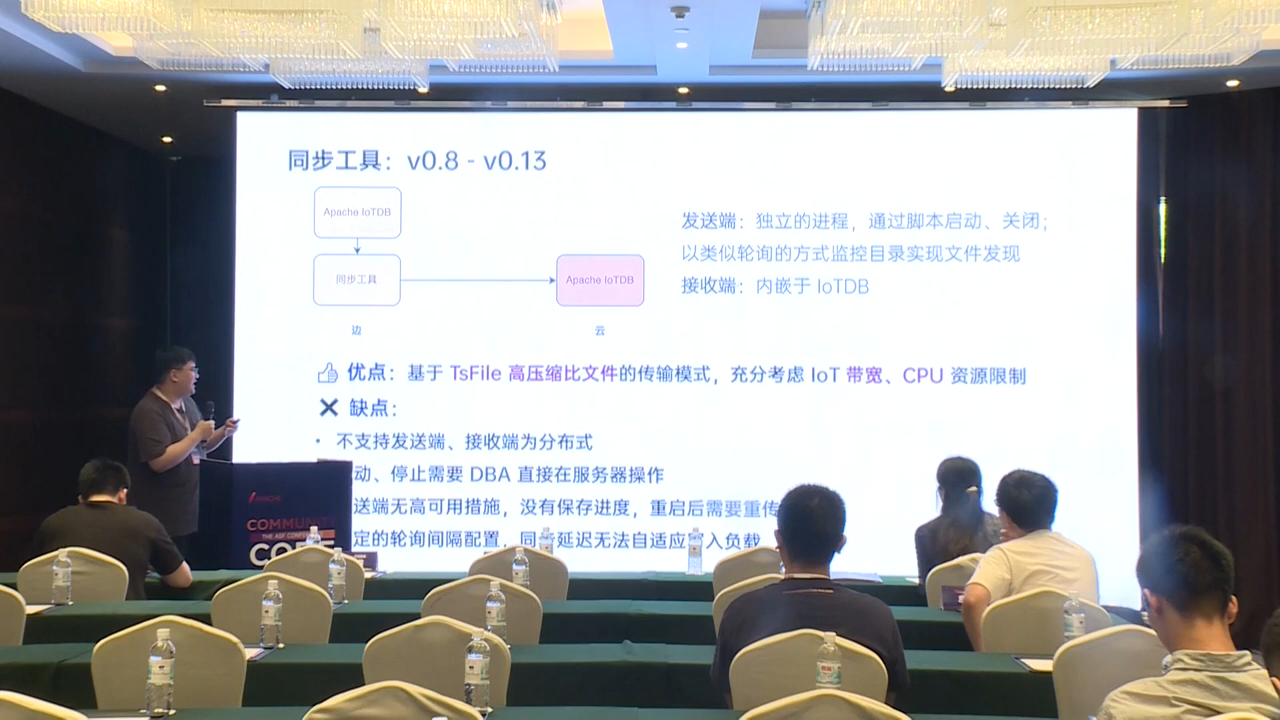 同步工具：v0.8 - v0.13
Apache IoTDB
同步工具
Apache IoTDB
边
云
发送端：独立的进程，通过脚本启动、关闭；
以类似轮询的方式监控目录实现文件发现
接收端：内嵌于 IoTDB
优点：基于 TsFile 高压缩比文件的传输模式，充分考虑 IoT 带宽、CPU 资源限制
缺点：
• 不支持发送端、接收端为分布式
动、停止需要 DBA 直接在服务器操作
送端无高可用措施，没有保存进度，重启后需要重传
定的轮询间隔配置，同步延迟无法自适应写入负载
APACHE
COMMUNITY
THE ASF CONFERENCE